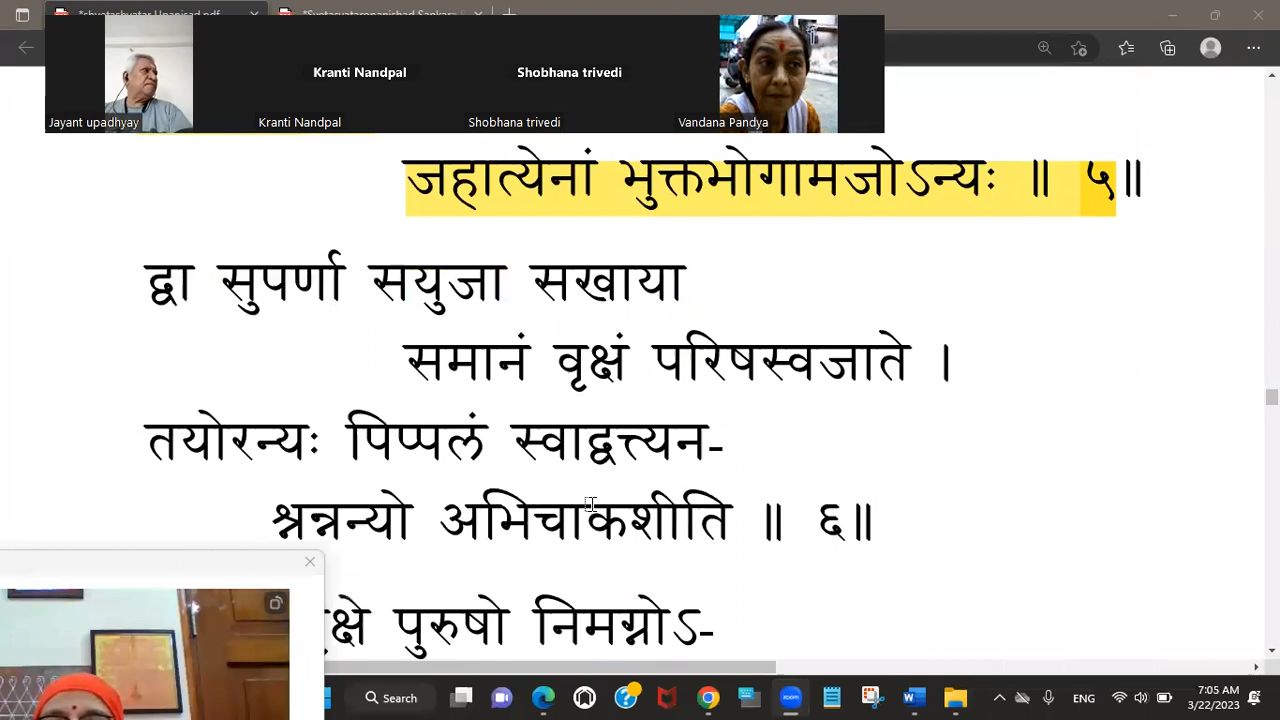 Kranti Nandpal
Shobhana trivedi
Jayant upadhyay
Kranti Nandpal
Shobhana trivedi
Vandana Pandya
जहात्येनां भुक्तभोगामजोऽन्यः ॥ ५॥
द्वा सुपर्णा सयुजा सखाया
समानं वृक्षं परिषस्वजाते ।
तयोरन्यः पिप्पलं स्वाद्वत्त्यन-
श्नन्नन्यो अभिचाकशीति ॥ ६॥
पुरुषो निमग्नोऽ-
Search
ENG
7:05 AM
3/22/2023